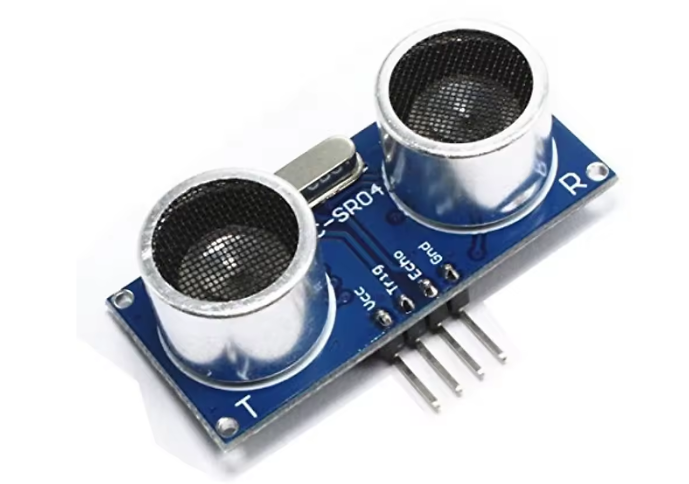 C-SR04
R
Gnd
Echo
Trig
Vcc
T